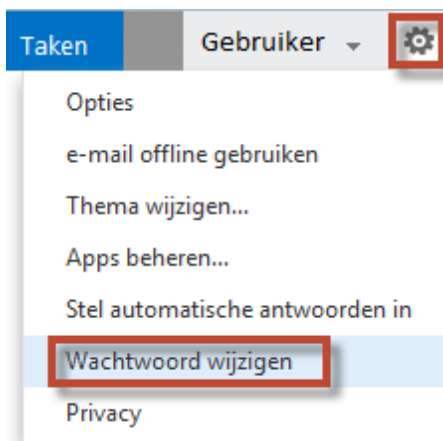 Taken Gebruiker
Opties
e-mail offline gebruiken
Thema wijzigen...
Apps beheren...
Stel automatische antwoorden in
Wachtwoord wijzigen
Privacy